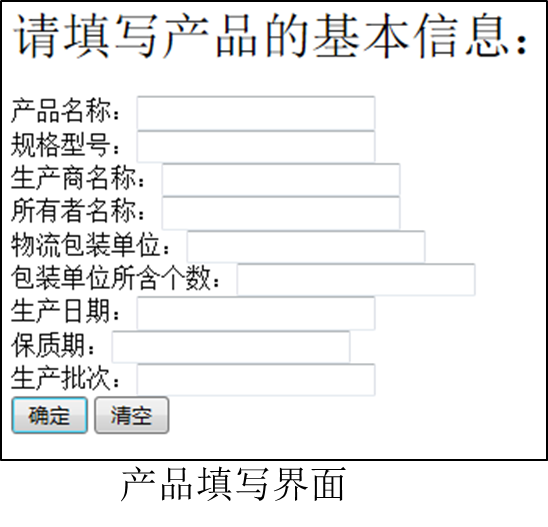 请填写产品的基本信息：
产品名称：
规格型号：
生产商名称：
所有者名称：
物流包装单位：
包装单位所含个数：
生产日期：
保质期：
生产批次：
确定 清空
产品填写界面